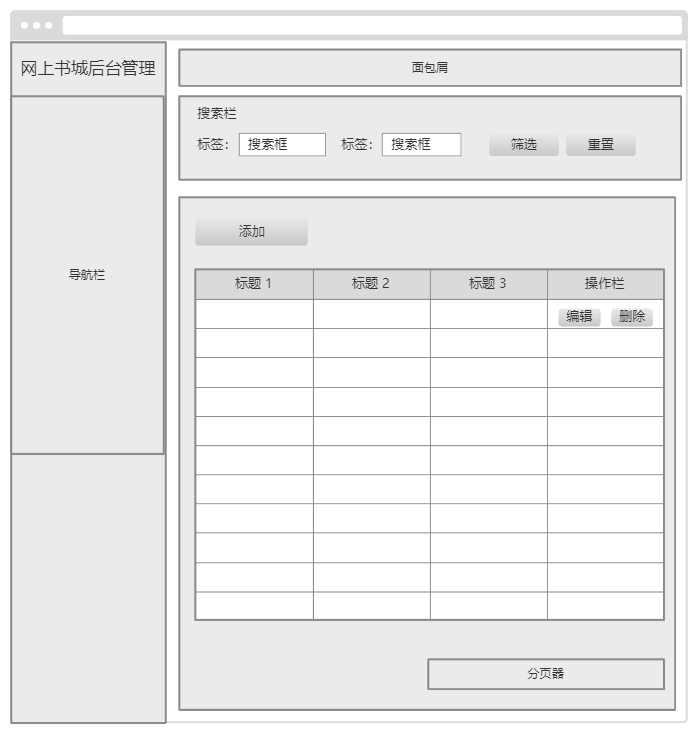 网上书城后台管理
面包屑
搜索栏
标签： 搜索框 标签： 搜索框 筛选 重置
导航栏
添加
标题 1 标题 2 标题 3 操作栏
编辑 删除
分页器